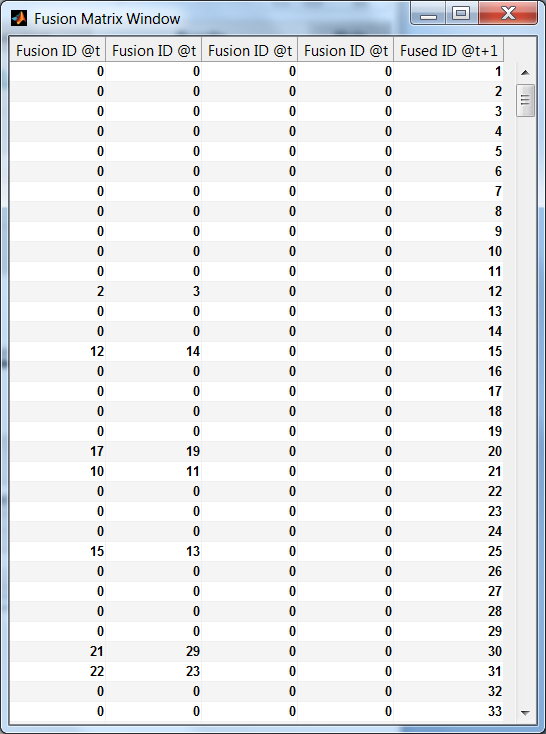 Fusion Matrix Window
Fusion ID @t Fusion ID @t Fusion ID @t Fusion ID @t Fused ID @t+1
0 0 0 0 1
0 0 0 0 2
0 0 0 0 3
0 0 0 0 4
0 0 0 0 5
0 0 0 0 6
0 0 0 0 7
0 0 0 0 8
0 0 0 0 9
0 0 0 0 10
0 0 0 0 11
2 3 0 0 12
0 0 0 0 13
0 0 0 0 14
12 14 0 0 15
0 0 0 0 16
0 0 0 0 17
0 0 0 0 18
0 0 0 0 19
17 19 0 0 20
10 11 0 0 21
0 0 0 0 22
0 0 0 0 23
0 0 0 0 24
15 13 0 0 25
0 0 0 0 26
0 0 0 0 27
0 0 0 0 28
0 0 0 0 29
21 29 0 0 30
22 23 0 0 31
0 0 0 0 32
0 0 0 0 33